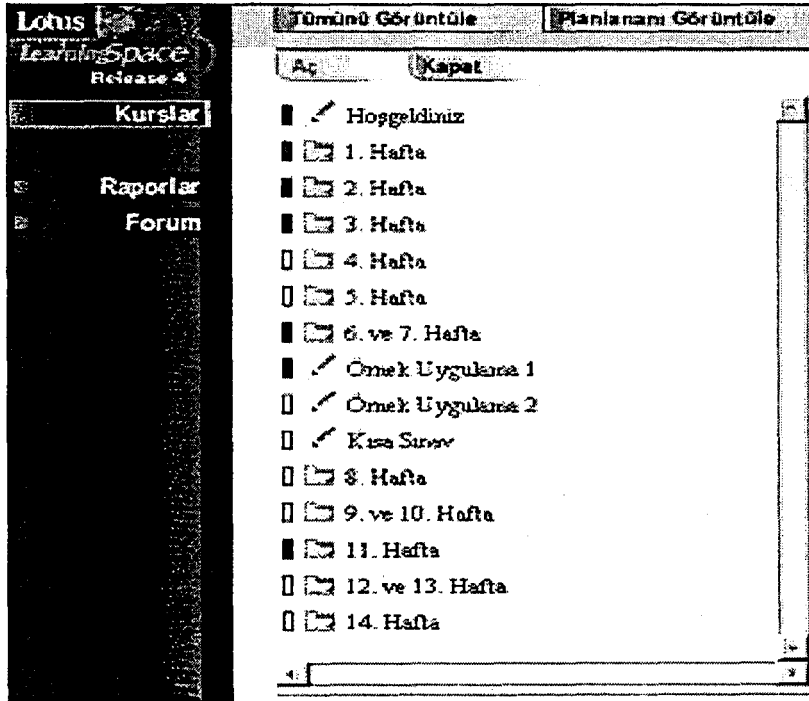 Lotus
LearningSpace
Release 4
Kurslar
Raporlar
Forum
Tümünü Görüntüle
Planlananı Görüntüle
Aç
Kapat
Hoşgeldiniz
1. Hafta
2. Hafta
3. Hafta
4. Hafta
5. Hafta
6. ve 7. Hafta
Örnek Uygulama 1
Örnek Uygulama 2
Kısa Sınav
8. Hafta
9. ve 10. Hafta
11. Hafta
12. ve 13. Hafta
14. Hafta